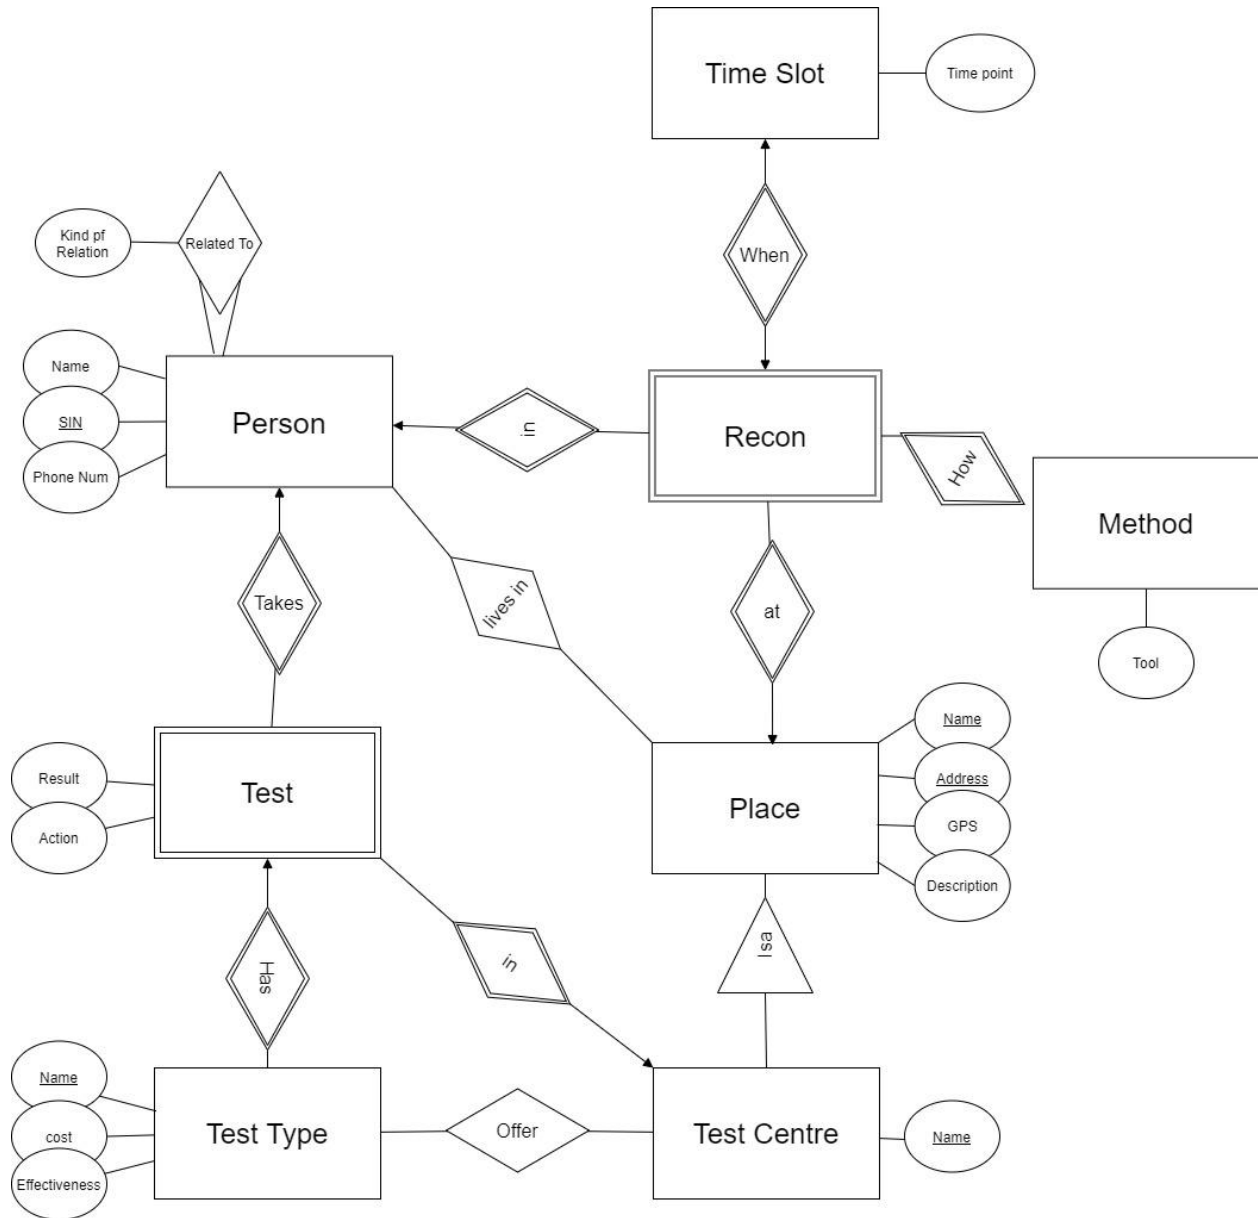 Time Slot
Time point
When
Kind pf
Relation
Related To
Name
SIN
Phone Num
Person
in
Recon
How
Method
Tool
Takes
lives in
at
Result
Action
Test
Place
Name
Address
GPS
Description
Has
in
Isa
Name
cost
Effectiveness
Test Type
Offer
Test Centre
Name